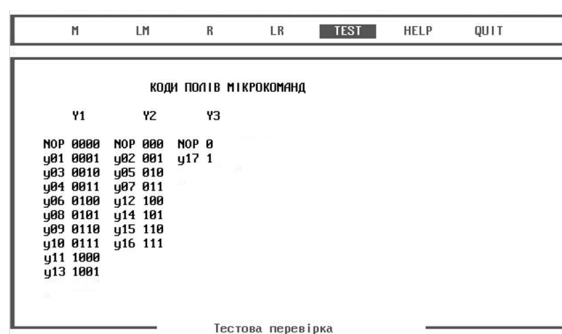 M LM R LR TEST HELP QUIT
КОДИ ПОЛІВ МІКРОКОМАНД
Y1 Y2 Y3
NOP 0000 NOP 000 NOP 0
y01 0001 y02 001 y17 1
y03 0010 y05 010
y04 0011 y07 011
y06 0100 y12 100
y08 0101 y14 101
y09 0110 y15 110
y10 0111 y16 111
y11 1000
y13 1001
Тестова перевірка